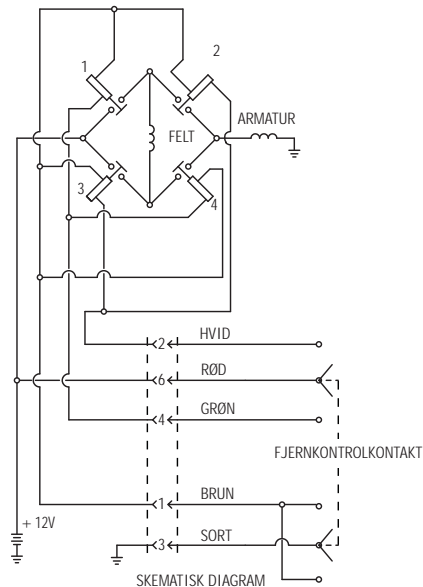 1
2
ARMATUR
FELT
3
4
2 HVID
6 RØD
4 GRØN
FJERNKONTROLKONTAKT
1 BRUN
+ 12V
3 SORT
SKEMATISK DIAGRAM